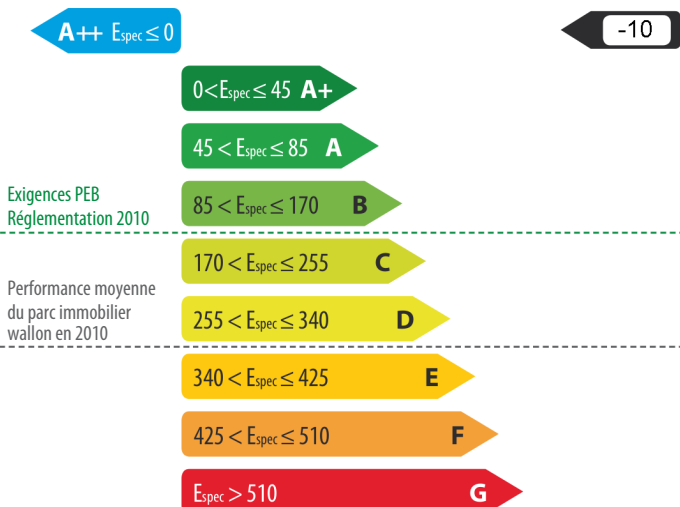 A++ Espec ≤ 0
-10
0<Espec ≤ 45 A+
45 < Espec ≤ 85 A
Exigences PEB
Réglementation 2010
85 < Espec ≤ 170 B
170 < Espec ≤ 255 C
Performance moyenne
du parc immobilier
wallon en 2010
255 < Espec ≤ 340 D
340 < Espec ≤ 425 E
425 < Espec ≤ 510 F
Espec > 510 G